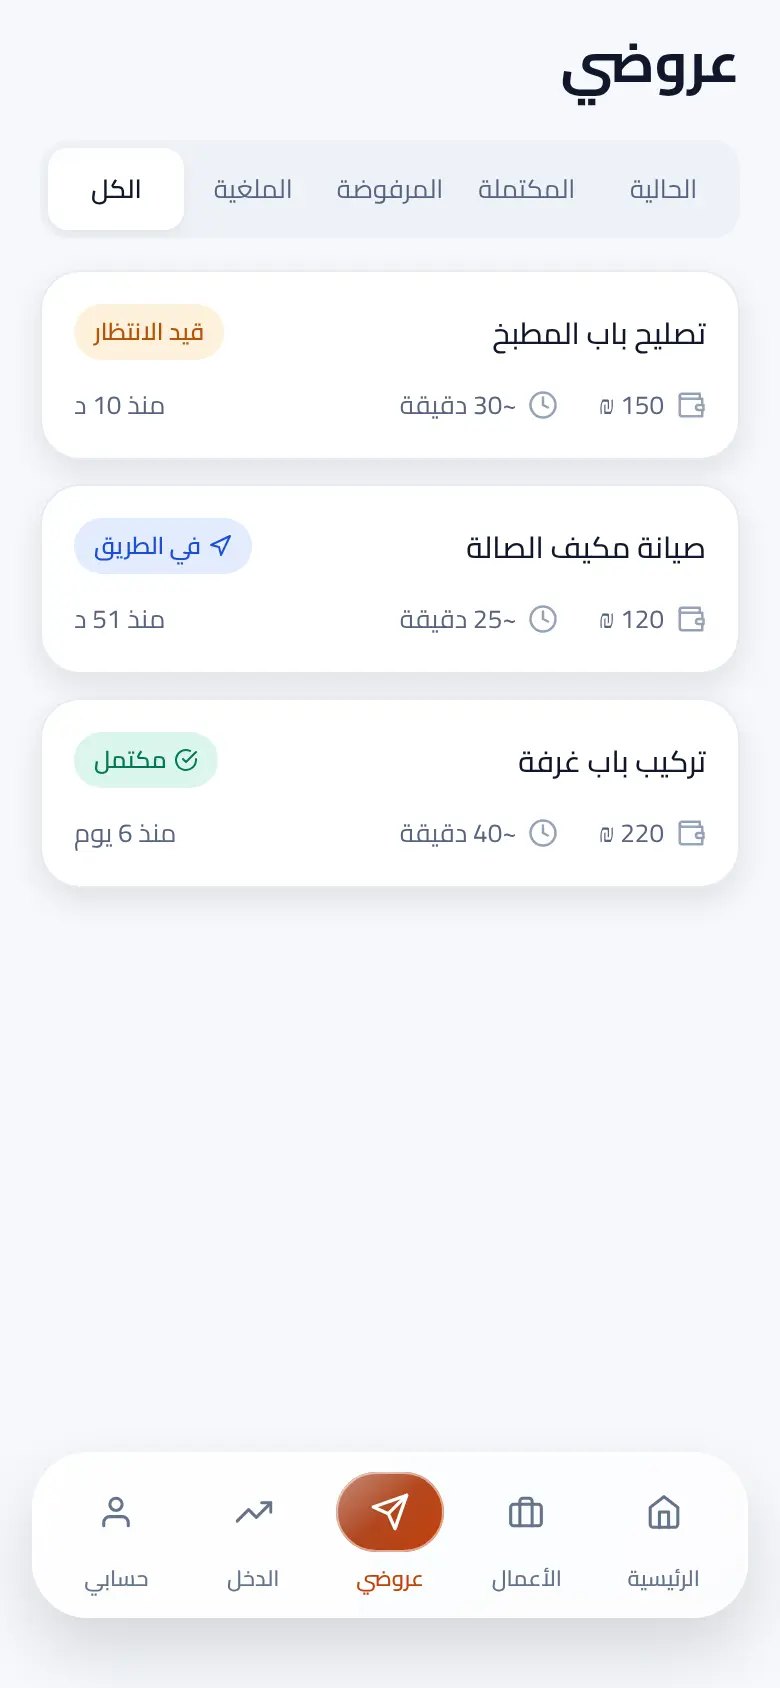 عروضي
الحالية المكتملة المرفوضة الملغية الكل
تصليح باب المطبخ قيد الانتظار
150 ₪ ~30 دقيقة منذ 10 د
صيانة مكيف الصالة في الطريق
120 ₪ ~25 دقيقة منذ 51 د
تركيب باب غرفة مكتمل
220 ₪ ~40 دقيقة منذ 6 يوم
الرئيسية الأعمال عروضي الدخل حسابي